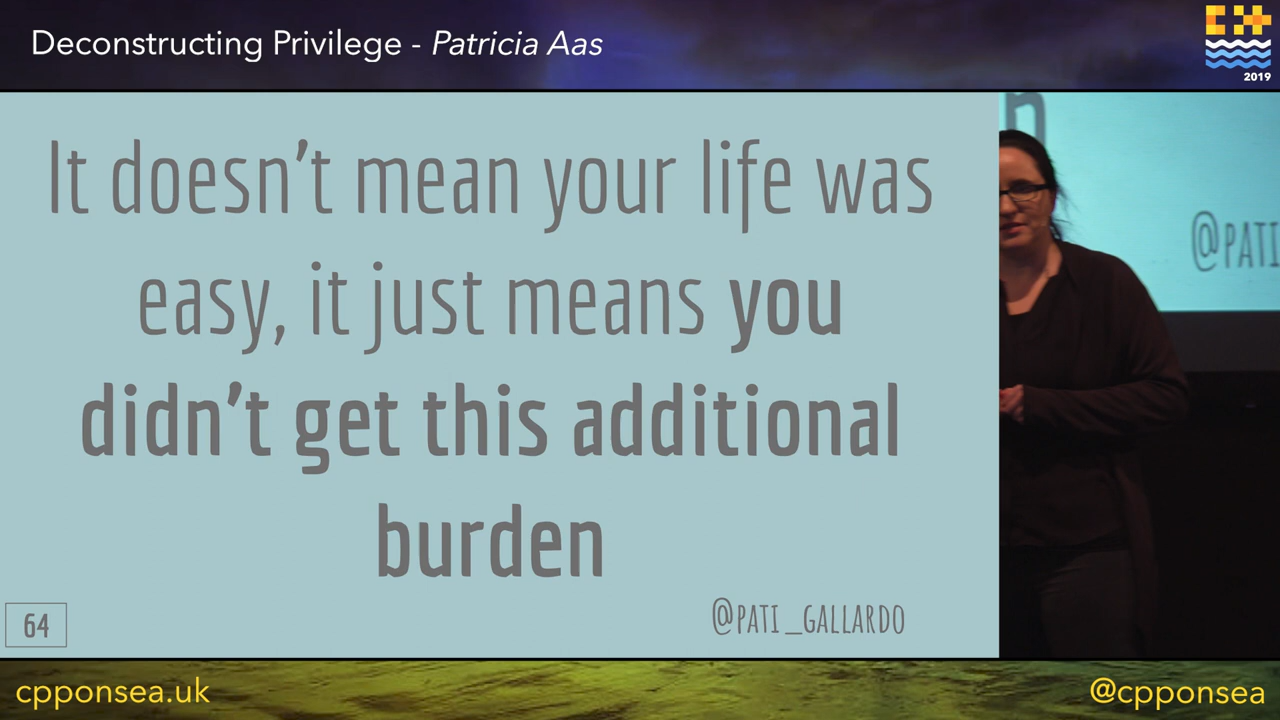 Deconstructing Privilege - Patricia Aas
2019
It doesn't mean your life was
easy, it just means you
didn't get this additional
burden
64
@PATI_GALLARDO
@PATI
cpponsea.uk
@cpponsea